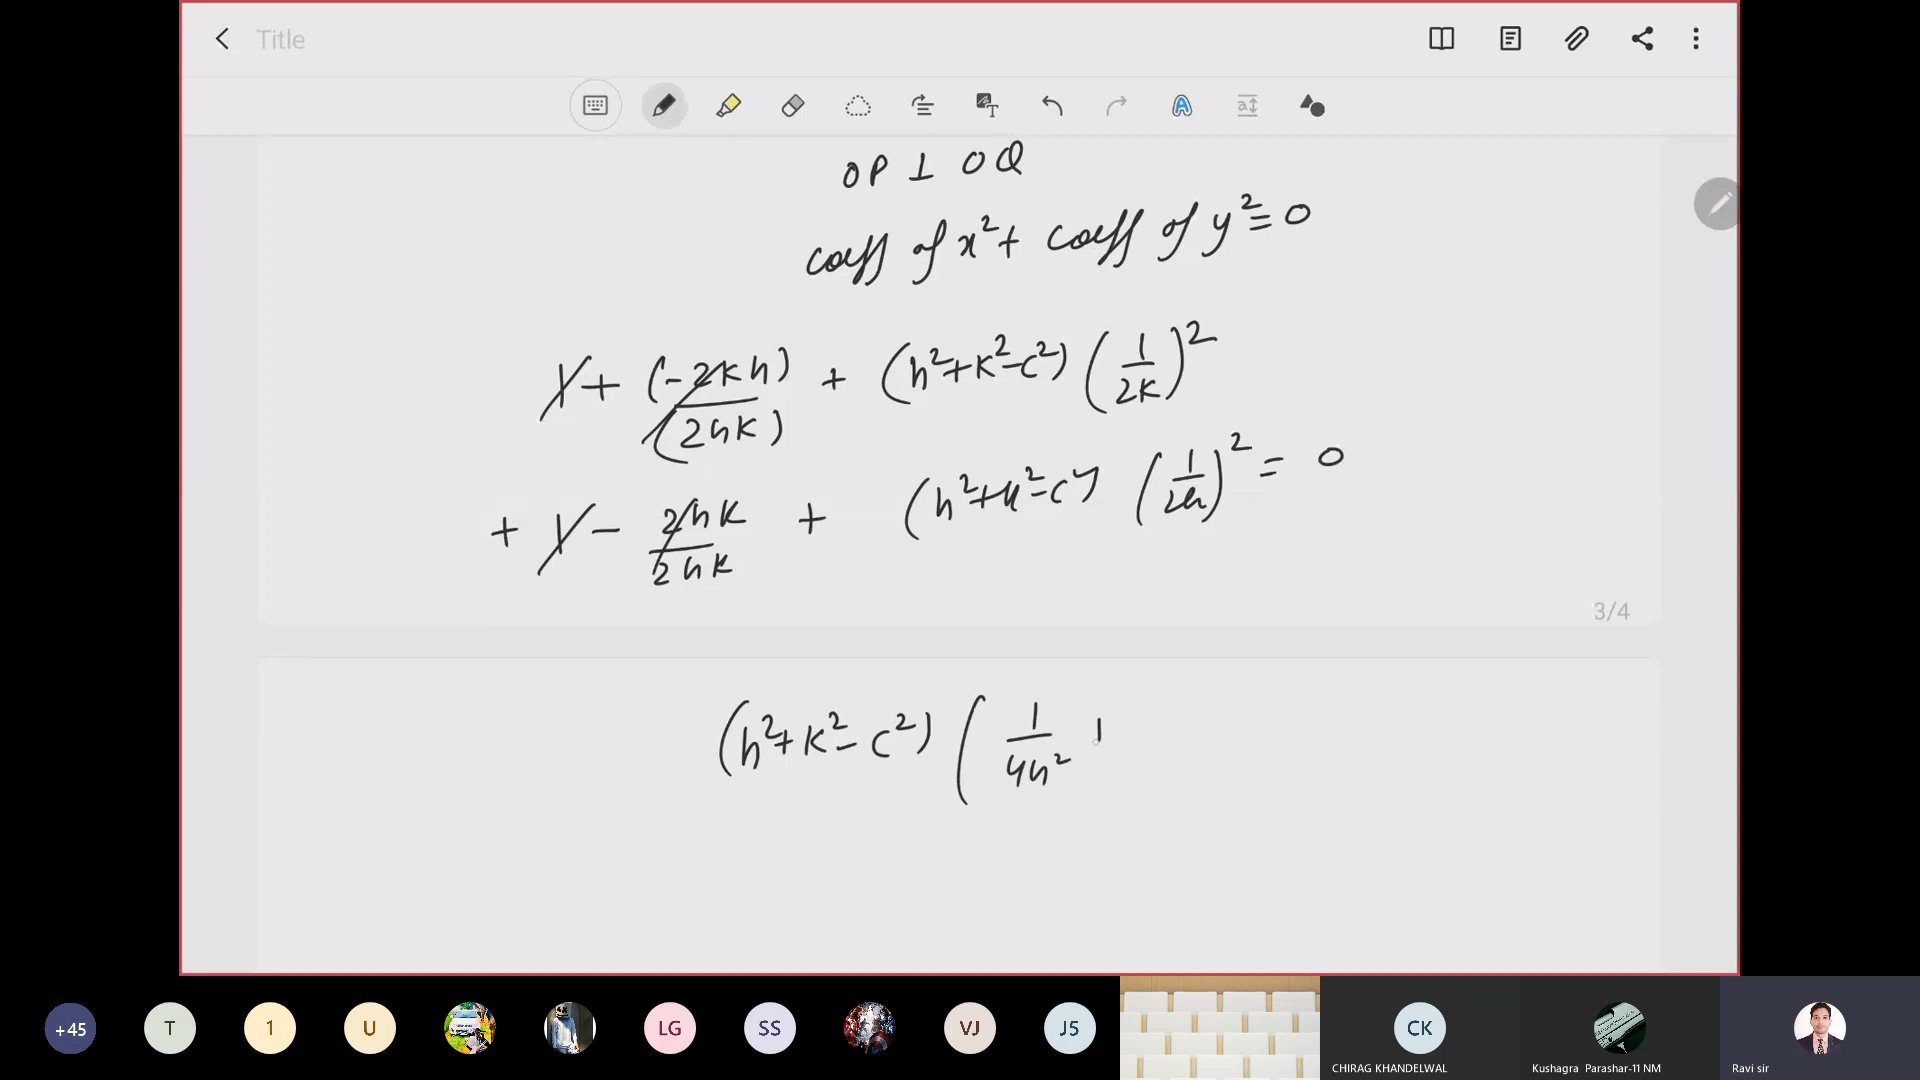 Title
OP ⊥ OQ
coeff of x²+ coeff of y²= 0
1 + (-2kh)/(2hk) + (h²+k²-c²) (1/2k)²
+ 1 - 2hk/2hk + (h²+k²-c²) (1/2h)² = 0
3/4
(h²+k²-c²) ( 1/4h² +
+45
T
1
U
LG
SS
VJ
J5
CK
CHIRAG KHANDELWAL
Kushagra Parashar-11 NM
Ravi sir